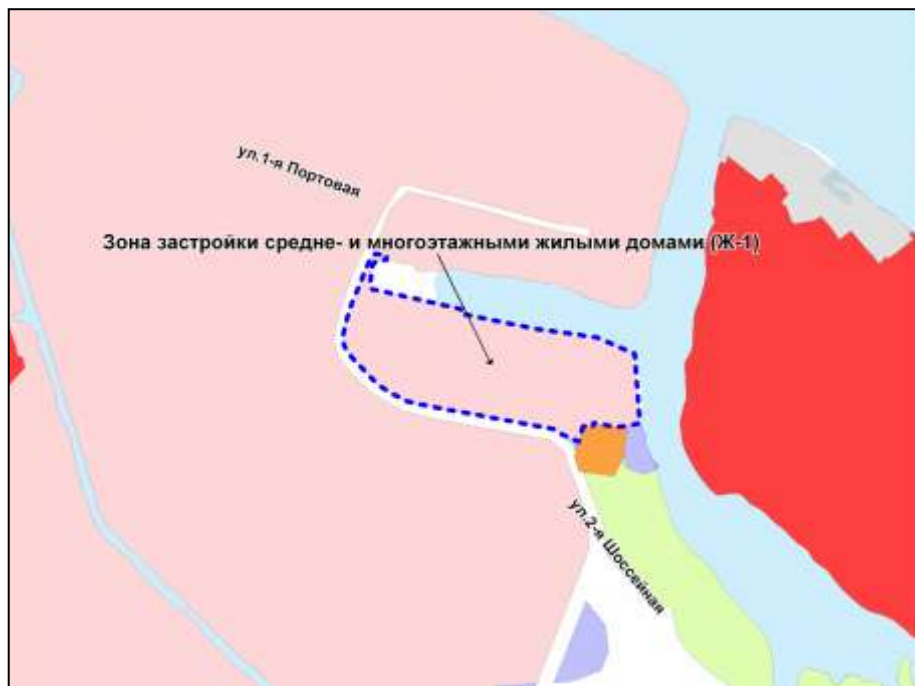 ул.1-я Портовая
Зона застройки средне- и многоэтажными жилыми домами (Ж-1)
ул.2-я Шоссейная